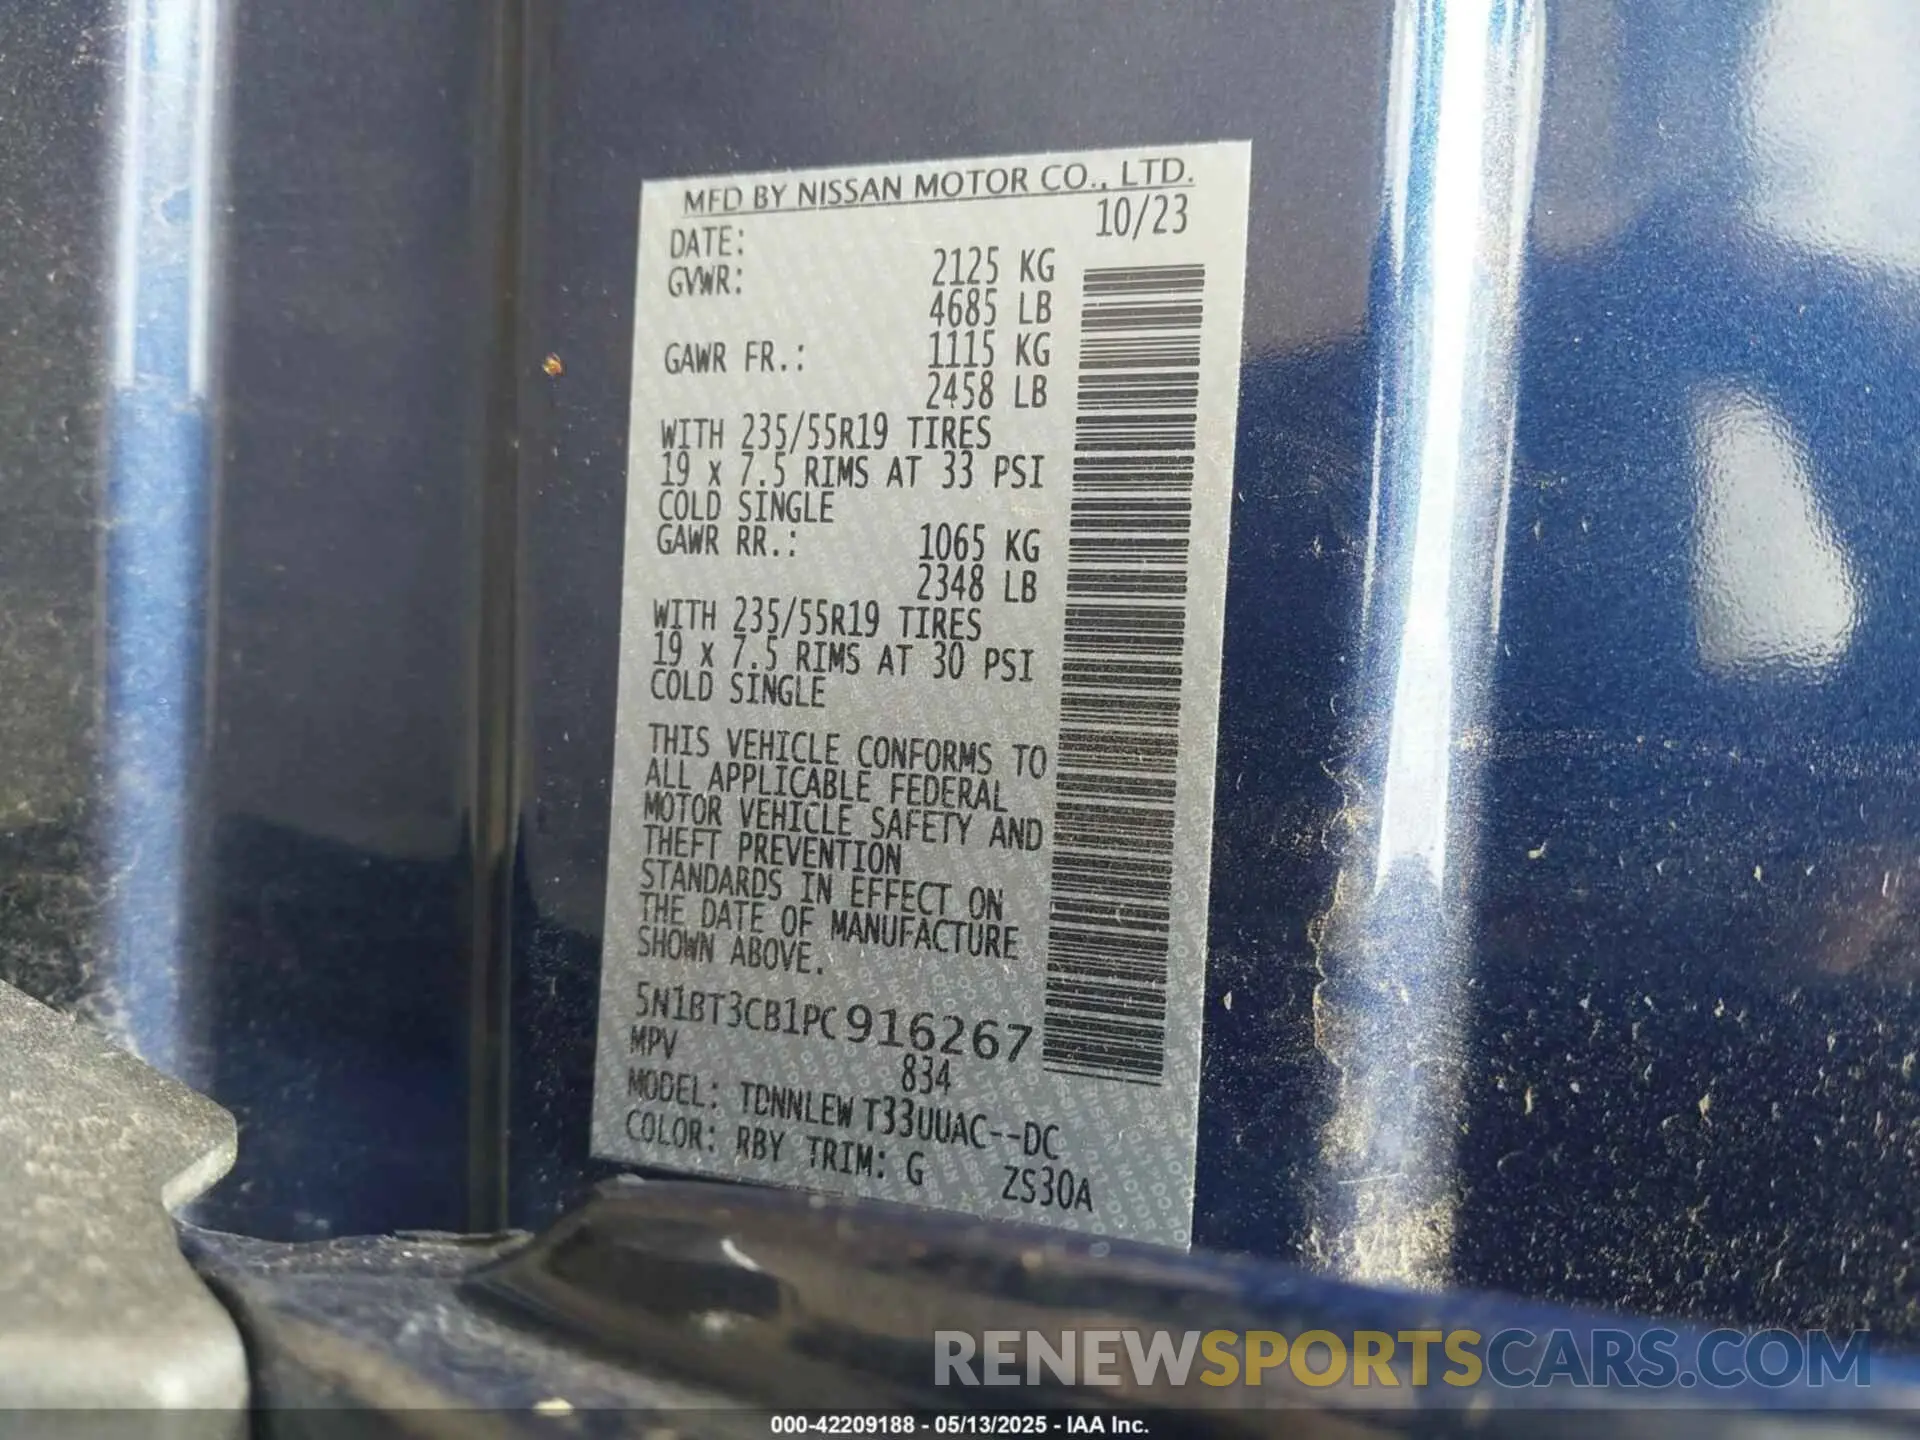 MFD BY NISSAN MOTOR CO., LTD.
DATE: 10/23
GVWR: 2125 KG
4685 LB
GAWR FR.: 1115 KG
2458 LB
WITH 235/55R19 TIRES
19 x 7.5 RIMS AT 33 PSI
COLD SINGLE
GAWR RR.: 1065 KG
2348 LB
WITH 235/55R19 TIRES
19 x 7.5 RIMS AT 30 PSI
COLD SINGLE
THIS VEHICLE CONFORMS TO
ALL APPLICABLE FEDERAL
MOTOR VEHICLE SAFETY AND
THEFT PREVENTION
STANDARDS IN EFFECT ON
THE DATE OF MANUFACTURE
SHOWN ABOVE.
5N1BT3CB1PC916267
MPV 834
MODEL: TDNNLEW T33UUAC--DC
COLOR: RBY TRIM: G ZS30A
RENEWSPORTSCARS.COM
000-42209188 - 05/13/2025 - IAA Inc.